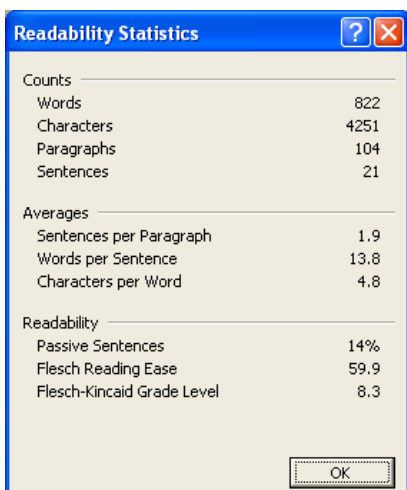 Readability Statistics
Counts
Words 822
Characters 4251
Paragraphs 104
Sentences 21
Averages
Sentences per Paragraph 1.9
Words per Sentence 13.8
Characters per Word 4.8
Readability
Passive Sentences 14%
Flesch Reading Ease 59.9
Flesch-Kincaid Grade Level 8.3
OK